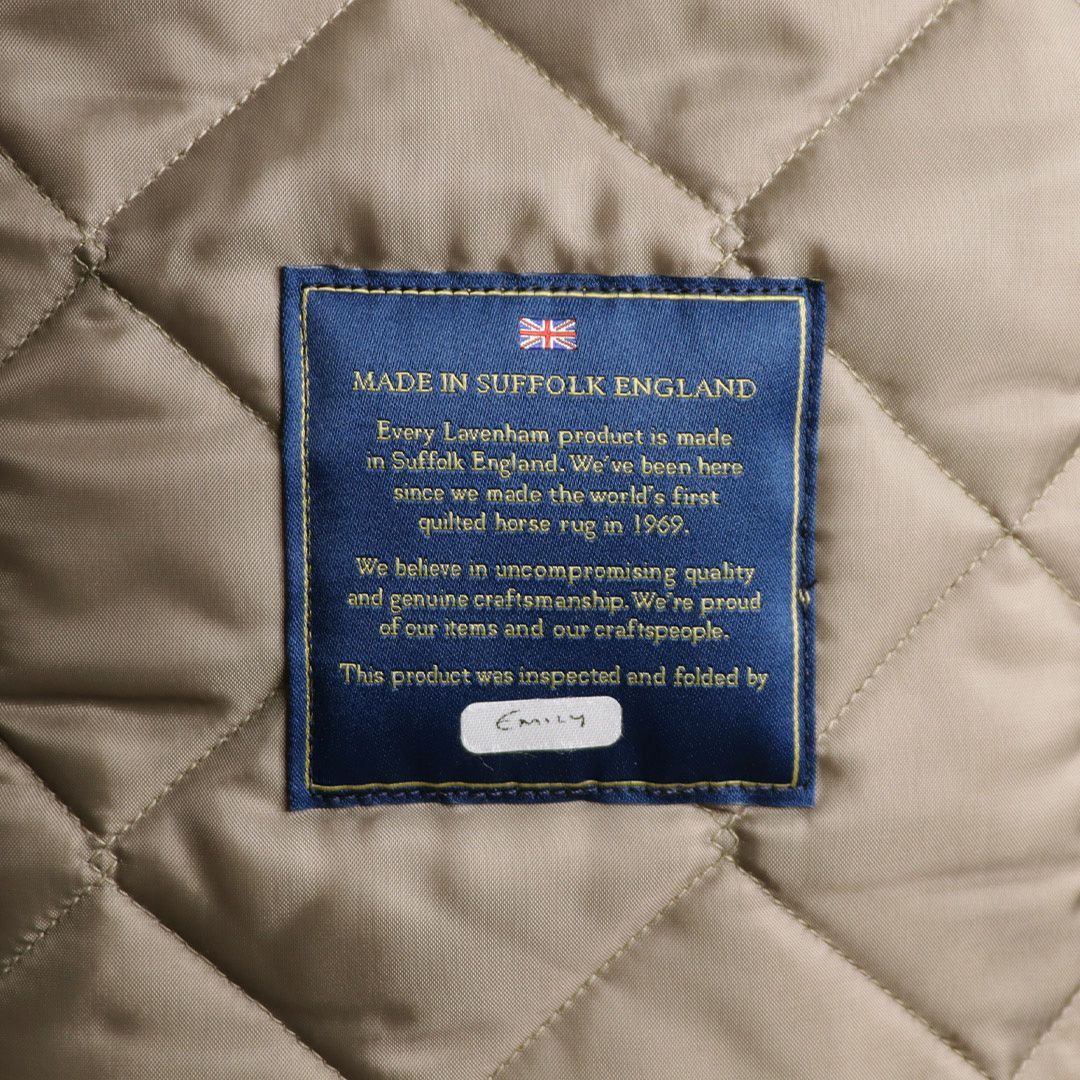 MADE IN SUFFOLK ENGLAND
Every Lavenham product is made
in Suffolk England. We've been here
since we made the world's first
quilted horse rug in 1969.
We believe in uncompromising quality
and genuine craftsmanship. We're proud
of our items and our craftspeople.
This product was inspected and folded by
EMILY